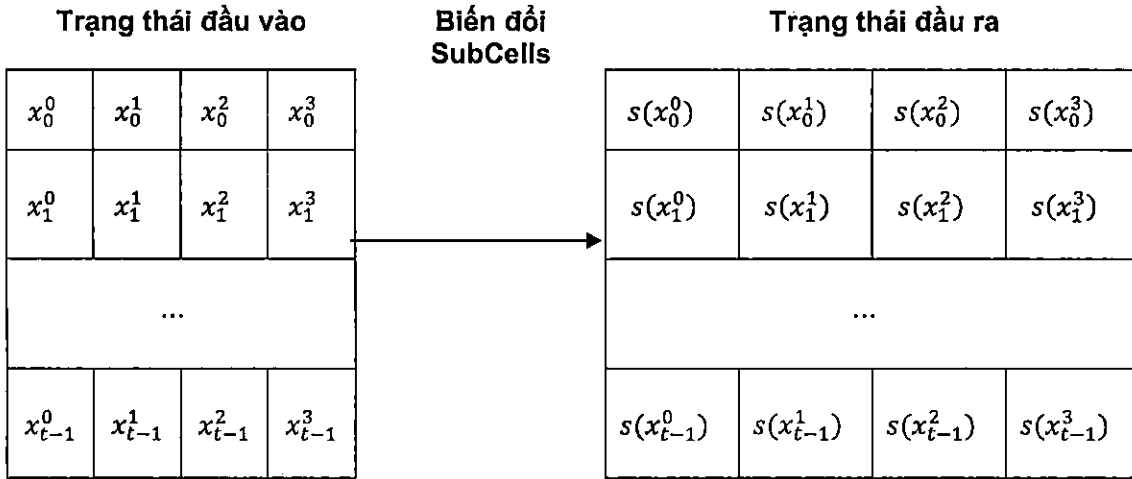 Trạng thái đầu vào
Biến đổi
SubCells
Trạng thái đầu ra
x_0^0 x_0^1 x_0^2 x_0^3
x_1^0 x_1^1 x_1^2 x_1^3
...
x_{t-1}^0 x_{t-1}^1 x_{t-1}^2 x_{t-1}^3
s(x_0^0) s(x_0^1) s(x_0^2) s(x_0^3)
s(x_1^0) s(x_1^1) s(x_1^2) s(x_1^3)
...
s(x_{t-1}^0) s(x_{t-1}^1) s(x_{t-1}^2) s(x_{t-1}^3)